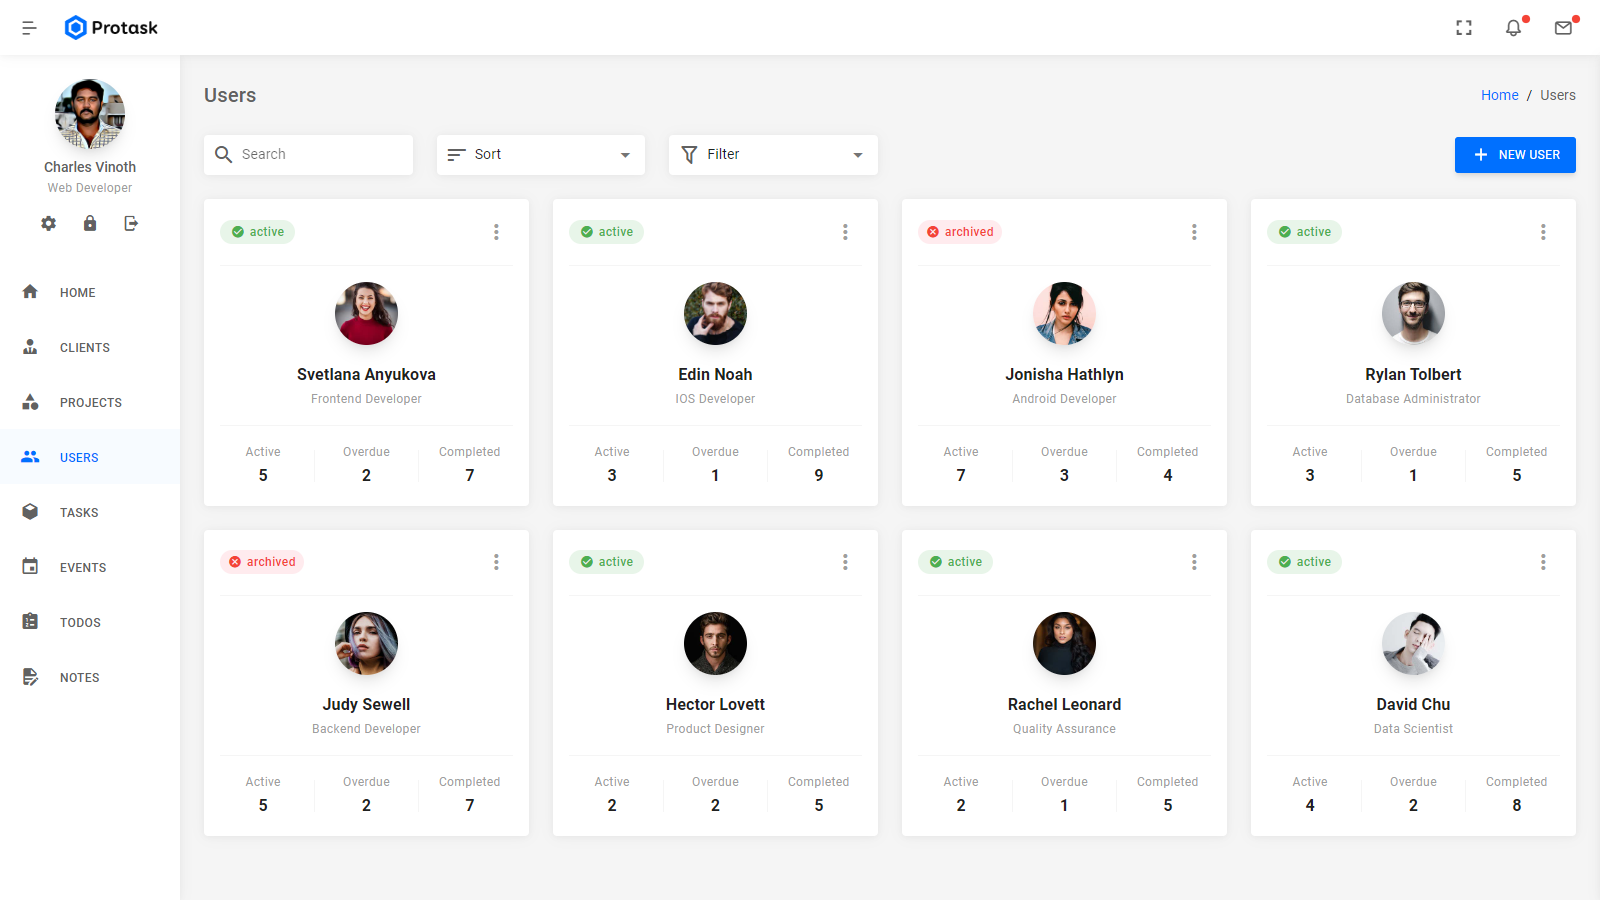 Protask
Charles Vinoth
Web Developer
HOME
CLIENTS
PROJECTS
USERS
TASKS
EVENTS
TODOS
NOTES
Users
Home / Users
Search
Sort
Filter
NEW USER
active
Svetlana Anyukova
Frontend Developer
Active Overdue Completed
5 2 7
active
Edin Noah
IOS Developer
Active Overdue Completed
3 1 9
archived
Jonisha Hathlyn
Android Developer
Active Overdue Completed
7 3 4
active
Rylan Tolbert
Database Administrator
Active Overdue Completed
3 1 5
archived
Judy Sewell
Backend Developer
Active Overdue Completed
5 2 7
active
Hector Lovett
Product Designer
Active Overdue Completed
2 2 5
active
Rachel Leonard
Quality Assurance
Active Overdue Completed
2 1 5
active
David Chu
Data Scientist
Active Overdue Completed
4 2 8